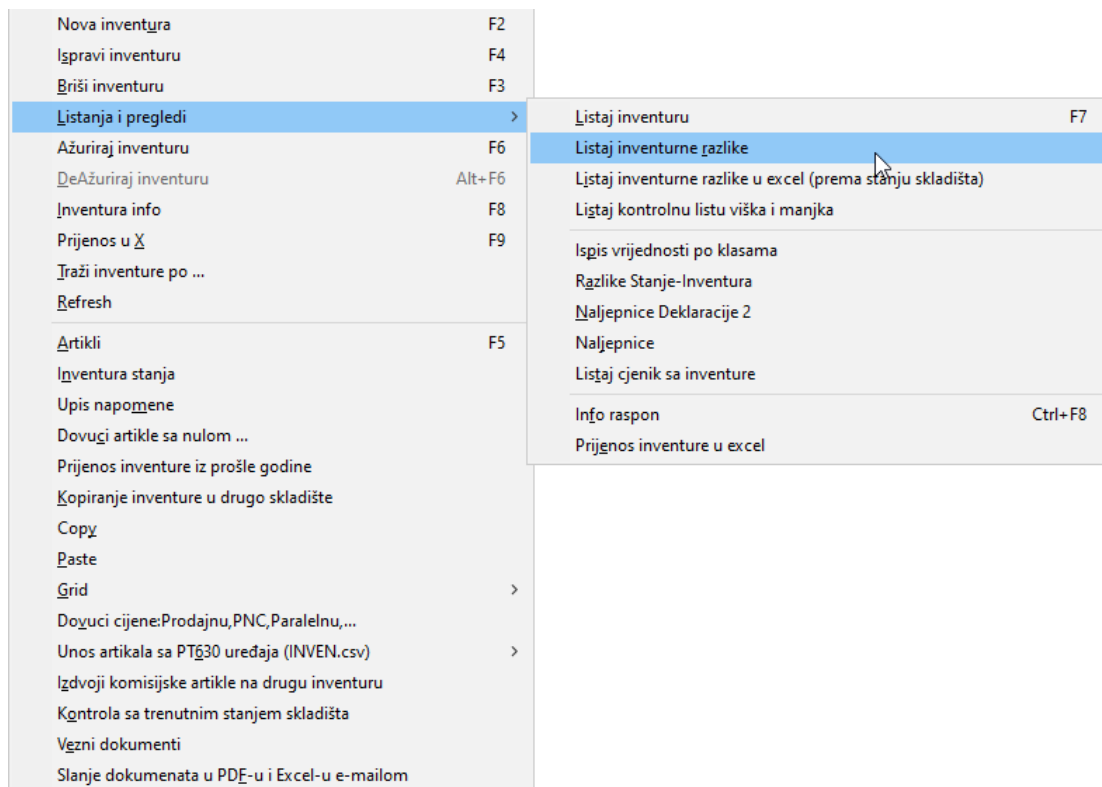 Nova inventura F2
Ispravi inventuru F4
Briši inventuru F3
Listanja i pregledi
Ažuriraj inventuru F6
DeAžuriraj inventuru Alt+F6
Inventura info F8
Prijenos u X F9
Traži inventure po ...
Refresh
Artikli F5
Inventura stanja
Upis napomene
Dovuci artikle sa nulom ...
Prijenos inventure iz prošle godine
Kopiranje inventure u drugo skladište
Copy
Paste
Grid
Dovuci cijene:Prodajnu,PNC,Paralelnu,...
Unos artikala sa PT630 uređaja (INVEN.csv)
Izdvoji komisijske artikle na drugu inventuru
Kontrola sa trenutnim stanjem skladišta
Vezni dokumenti
Slanje dokumenata u PDF-u i Excel-u e-mailom
Listaj inventuru F7
Listaj inventurne razlike
Listaj inventurne razlike u excel (prema stanju skladišta)
Listaj kontrolnu listu viška i manjka
Ispis vrijednosti po klasama
Razlike Stanje-Inventura
Naljepnice Deklaracije 2
Naljepnice
Listaj cjenik sa inventure
Info raspon Ctrl+F8
Prijenos inventure u excel